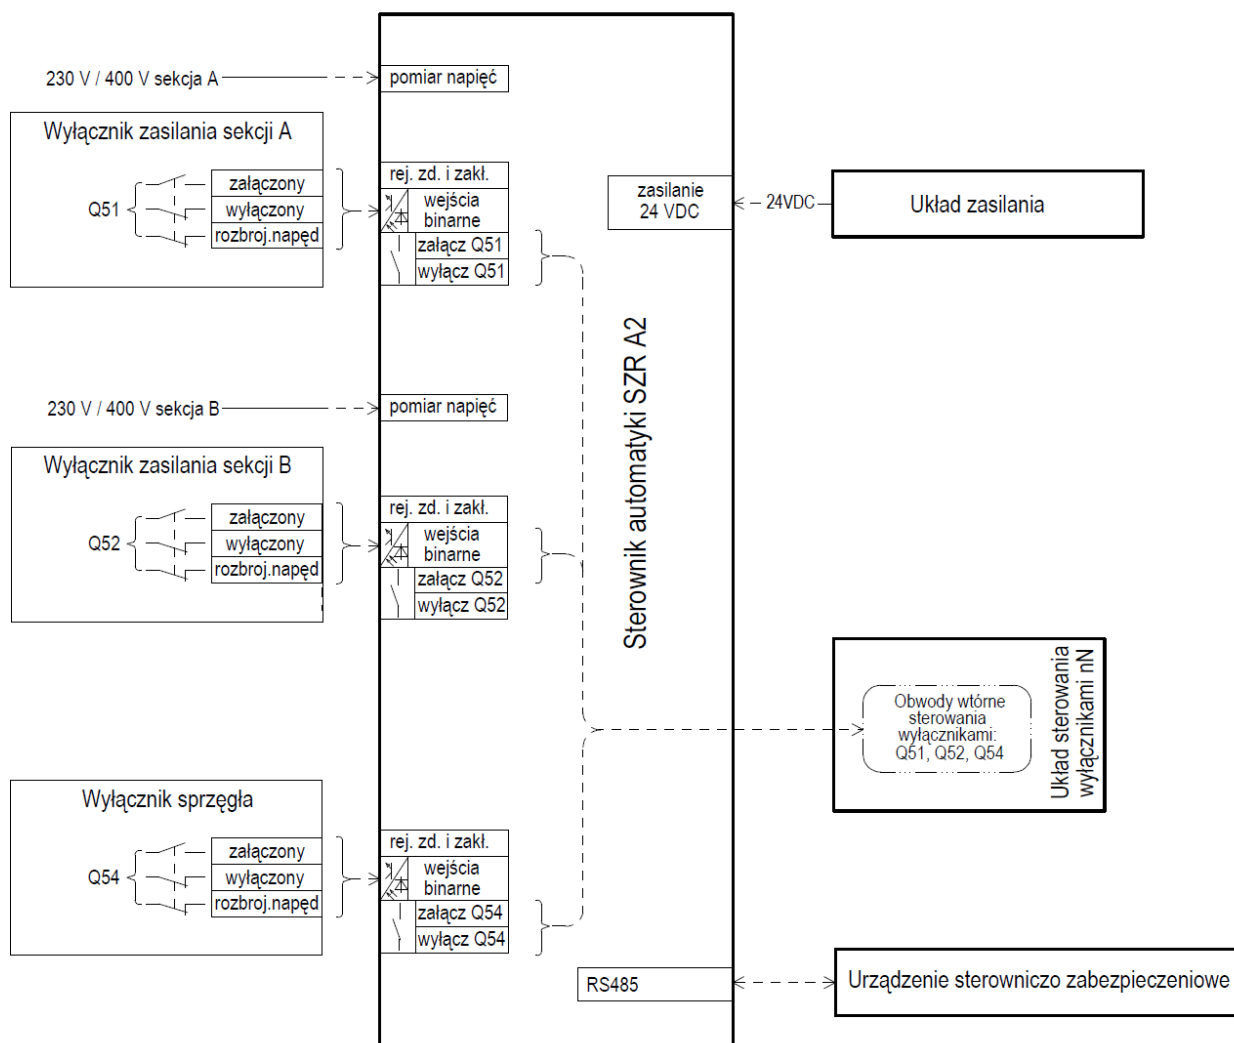 230 V / 400 V sekcja A
pomiar napięć
Wyłącznik zasilania sekcji A
Q51
załączony
wyłączony
rozbroj.napęd
rej. zd. i zakł.
wejścia
binarne
załącz Q51
wyłącz Q51
230 V / 400 V sekcja B
pomiar napięć
Wyłącznik zasilania sekcji B
Q52
załączony
wyłączony
rozbroj.napęd
rej. zd. i zakł.
wejścia
binarne
załącz Q52
wyłącz Q52
Wyłącznik sprzęgła
Q54
załączony
wyłączony
rozbroj.napęd
rej. zd. i zakł.
wejścia
binarne
załącz Q54
wyłącz Q54
Sterownik automatyki SZR A2
zasilanie
24 VDC
24VDC
Układ zasilania
Obwody wtórne
sterowania
wyłącznikami:
Q51, Q52, Q54
Układ sterowania
wyłącznikami nN
RS485
Urządzenie sterowniczo zabezpieczeniowe